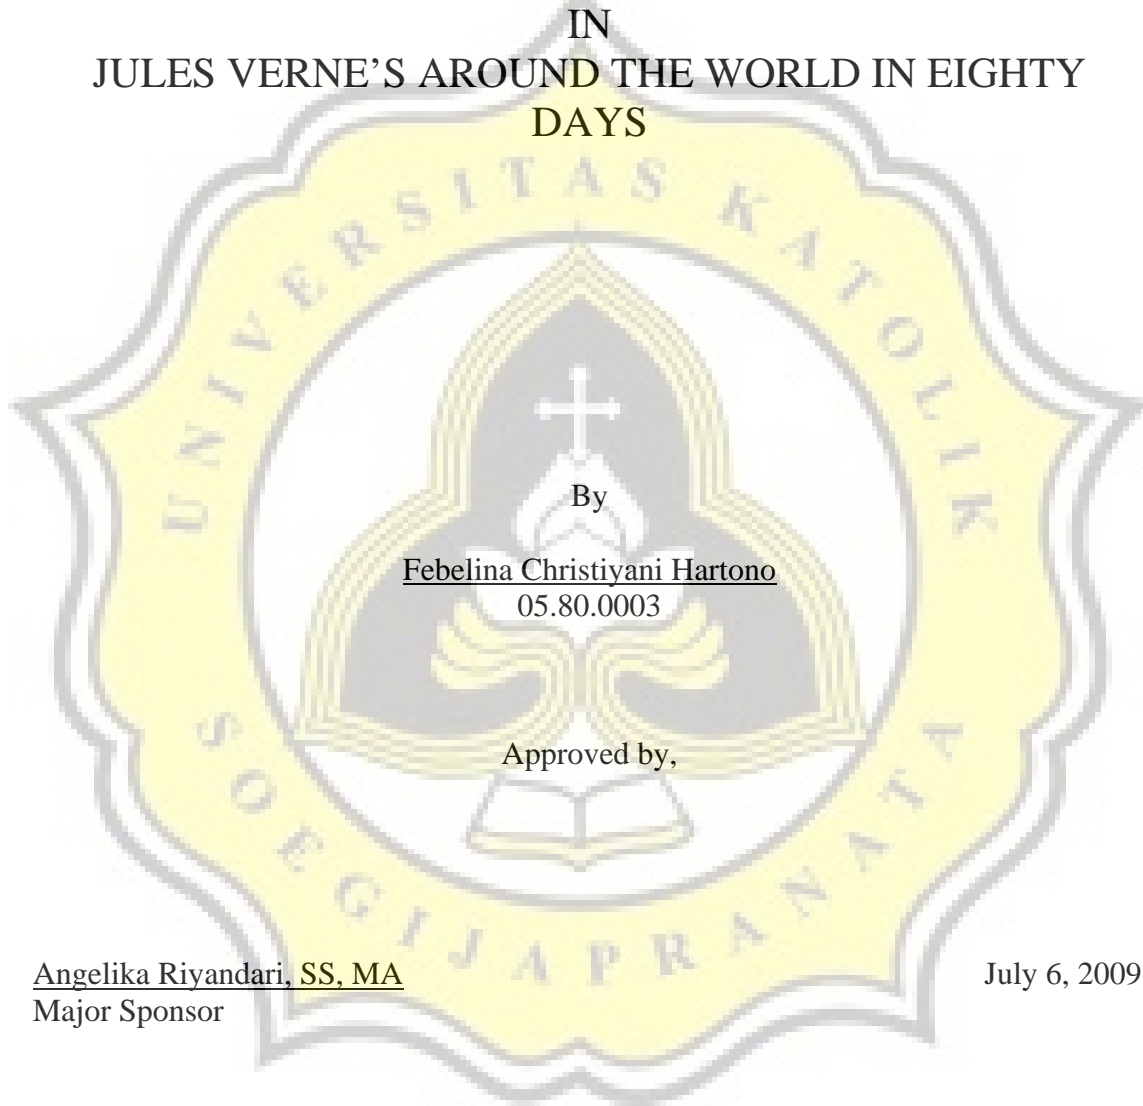 IN
JULES VERNE’S AROUND THE WORLD IN EIGHTY
DAYS
UNIVERSITAS KATOLIK
By
Febelina Christiyani Hartono
05.80.0003
Approved by,
SOEGIJAPRANATA
Angelika Riyandari, SS, MA
July 6, 2009
Major Sponsor